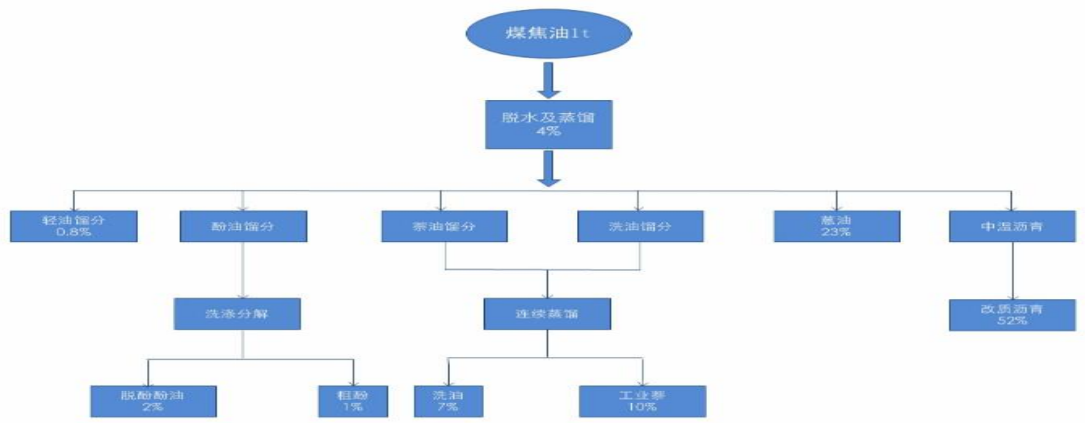 煤焦油1t
脱水及蒸馏
4%
轻油馏分
0.8%
酚油馏分
萘油馏分
洗油馏分
蒽油
23%
中温沥青
洗涤分解
连续蒸馏
改质沥青
52%
脱酚酚油
2%
粗酚
1%
洗油
7%
工业萘
10%